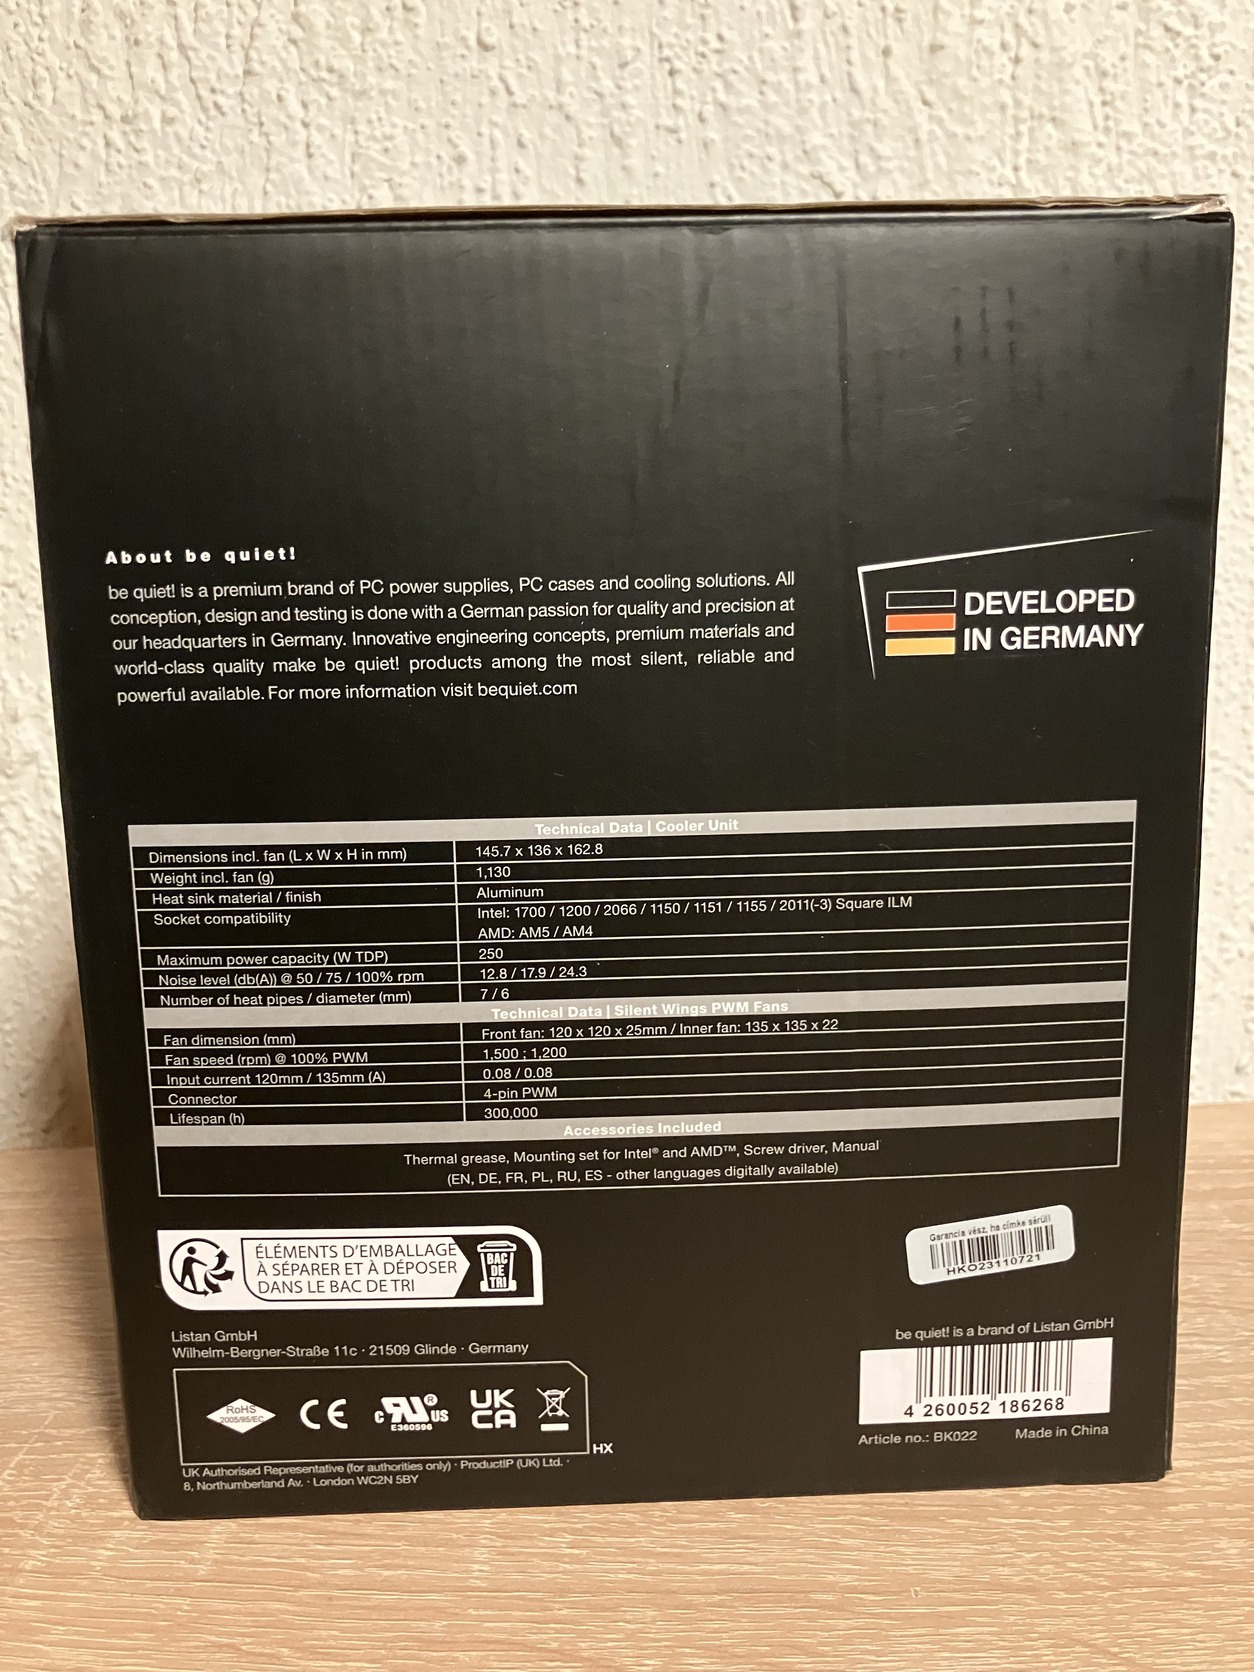 About be quiet!
be quiet! is a premium brand of PC power supplies, PC cases and cooling solutions. All
conception, design and testing is done with a German passion for quality and precision at
our headquarters in Germany. Innovative engineering concepts, premium materials and
world-class quality make be quiet! products among the most silent, reliable and
powerful available. For more information visit bequiet.com
DEVELOPED
IN GERMANY
Technical Data | Cooler Unit
Dimensions incl. fan (L x W x H in mm) 145.7 x 136 x 162.8
Weight incl. fan (g) 1,130
Heat sink material / finish Aluminum
Socket compatibility Intel: 1700 / 1200 / 2066 / 1150 / 1151 / 1155 / 2011(-3) Square ILM
AMD: AM5 / AM4
Maximum power capacity (W TDP) 250
Noise level (db(A)) @ 50 / 75 / 100% rpm 12.8 / 17.9 / 24.3
Number of heat pipes / diameter (mm) 7 / 6
Technical Data | Silent Wings PWM Fans
Fan dimension (mm) Front fan: 120 x 120 x 25mm / Inner fan: 135 x 135 x 22
Fan speed (rpm) @ 100% PWM 1,500 ; 1,200
Input current 120mm / 135mm (A) 0.08 / 0.08
Connector 4-pin PWM
Lifespan (h) 300,000
Accessories Included
Thermal grease, Mounting set for Intel® and AMD™, Screw driver, Manual
(EN, DE, FR, PL, RU, ES - other languages digitally available)
ÉLÉMENTS D'EMBALLAGE
À SÉPARER ET À DÉPOSER
DANS LE BAC DE TRI
BAC
DE
TRI
Garancia vész, ha címke sérül!
HKO23110721
Listan GmbH
Wilhelm-Bergner-Straße 11c · 21509 Glinde · Germany
be quiet! is a brand of Listan GmbH
4 260052 186268
Article no.: BK022 Made in China
RoHS
2005/95/EC
CE
c RU ® US
E360596
UK
CA
HX
UK Authorised Representative (for authorities only) · ProductIP (UK) Ltd. ·
8, Northumberland Av. · London WC2N 5BY